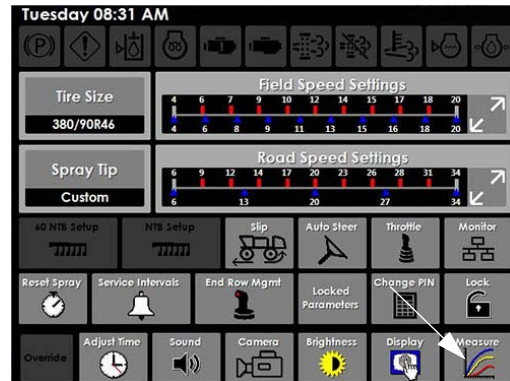 Tuesday 08:31 AM
Tire Size
380/90R46
Field Speed Settings
4 6 7 9 10 12 14 15 17 18 20
4 6 8 9 11 13 15 16 18 20
Spray Tip
Custom
Road Speed Settings
6 9 12 14 17 20 23 26 28 31 34
6 13 20 27 34
60 NTB Setup
NTB Setup
Slip
Auto Steer
Throttle
Monitor
Reset Spray
Service Intervals
End Row Mgmt
Locked
Parameters
Change PIN
Lock
Override
Adjust Time
Sound
Camera
Brightness
Display
Measure